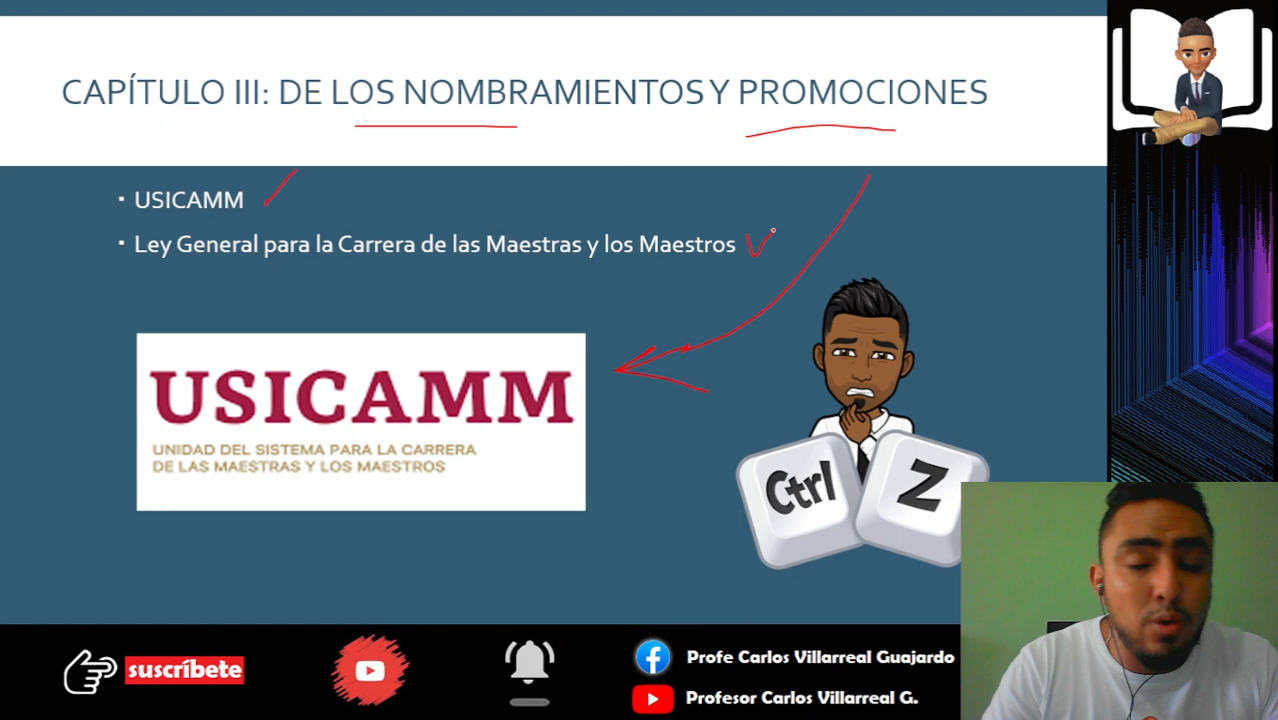 CAPÍTULO III: DE LOS NOMBRAMIENTOS Y PROMOCIONES
▪ USICAMM
▪ Ley General para la Carrera de las Maestras y los Maestros
USICAMM
UNIDAD DEL SISTEMA PARA LA CARRERA
DE LAS MAESTRAS Y LOS MAESTROS
Ctrl Z
suscríbete
Profe Carlos Villarreal Guajardo
Profesor Carlos Villarreal G.